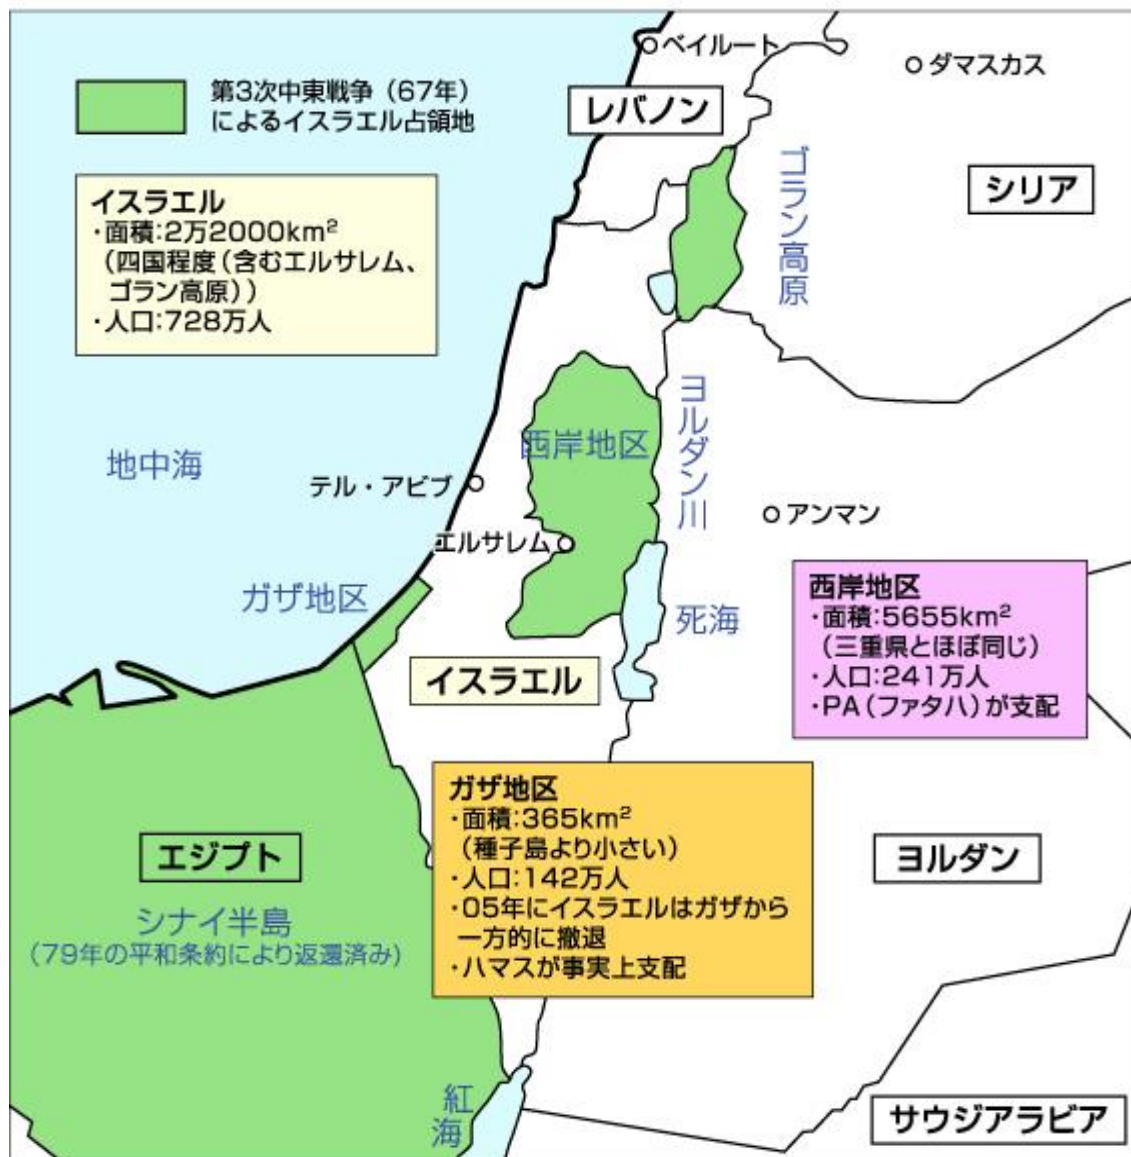 ベイルート
ダマスカス
第3次中東戦争（67年）
によるイスラエル占領地
レバノン
ゴラン高原
シリア
イスラエル
・面積：2万2000km²
（四国程度（含むエルサレム、
ゴラン高原））
・人口：728万人
ヨルダン川
西岸地区
地中海
テル・アビブ
アンマン
エルサレム
ガザ地区
死海
西岸地区
・面積：5655km²
（三重県とほぼ同じ）
・人口：241万人
・PA（ファタハ）が支配
イスラエル
ガザ地区
・面積：365km²
（種子島より小さい）
・人口：142万人
・05年にイスラエルはガザから
一方的に撤退
・ハマスが事実上支配
エジプト
シナイ半島
（79年の平和条約により返還済み）
ヨルダン
紅海
サウジアラビア